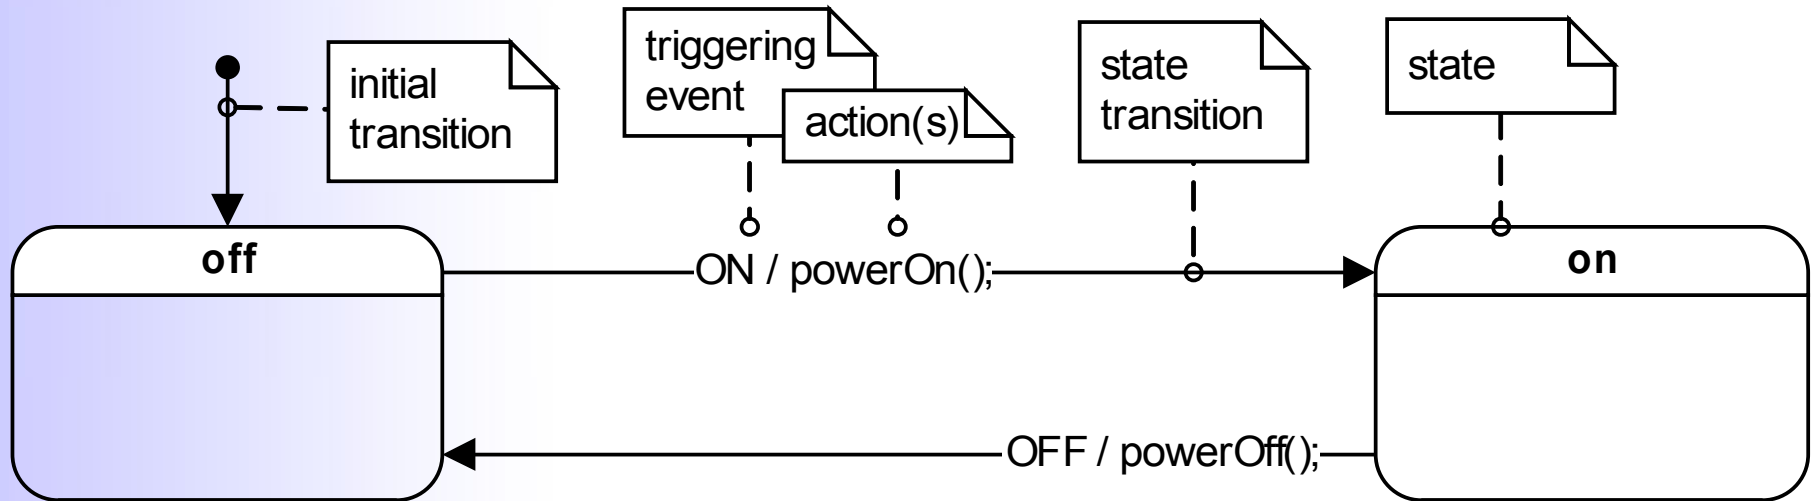 initial
transition
triggering
event
action(s)
state
transition
state
off
ON / powerOn();
on
OFF / powerOff();